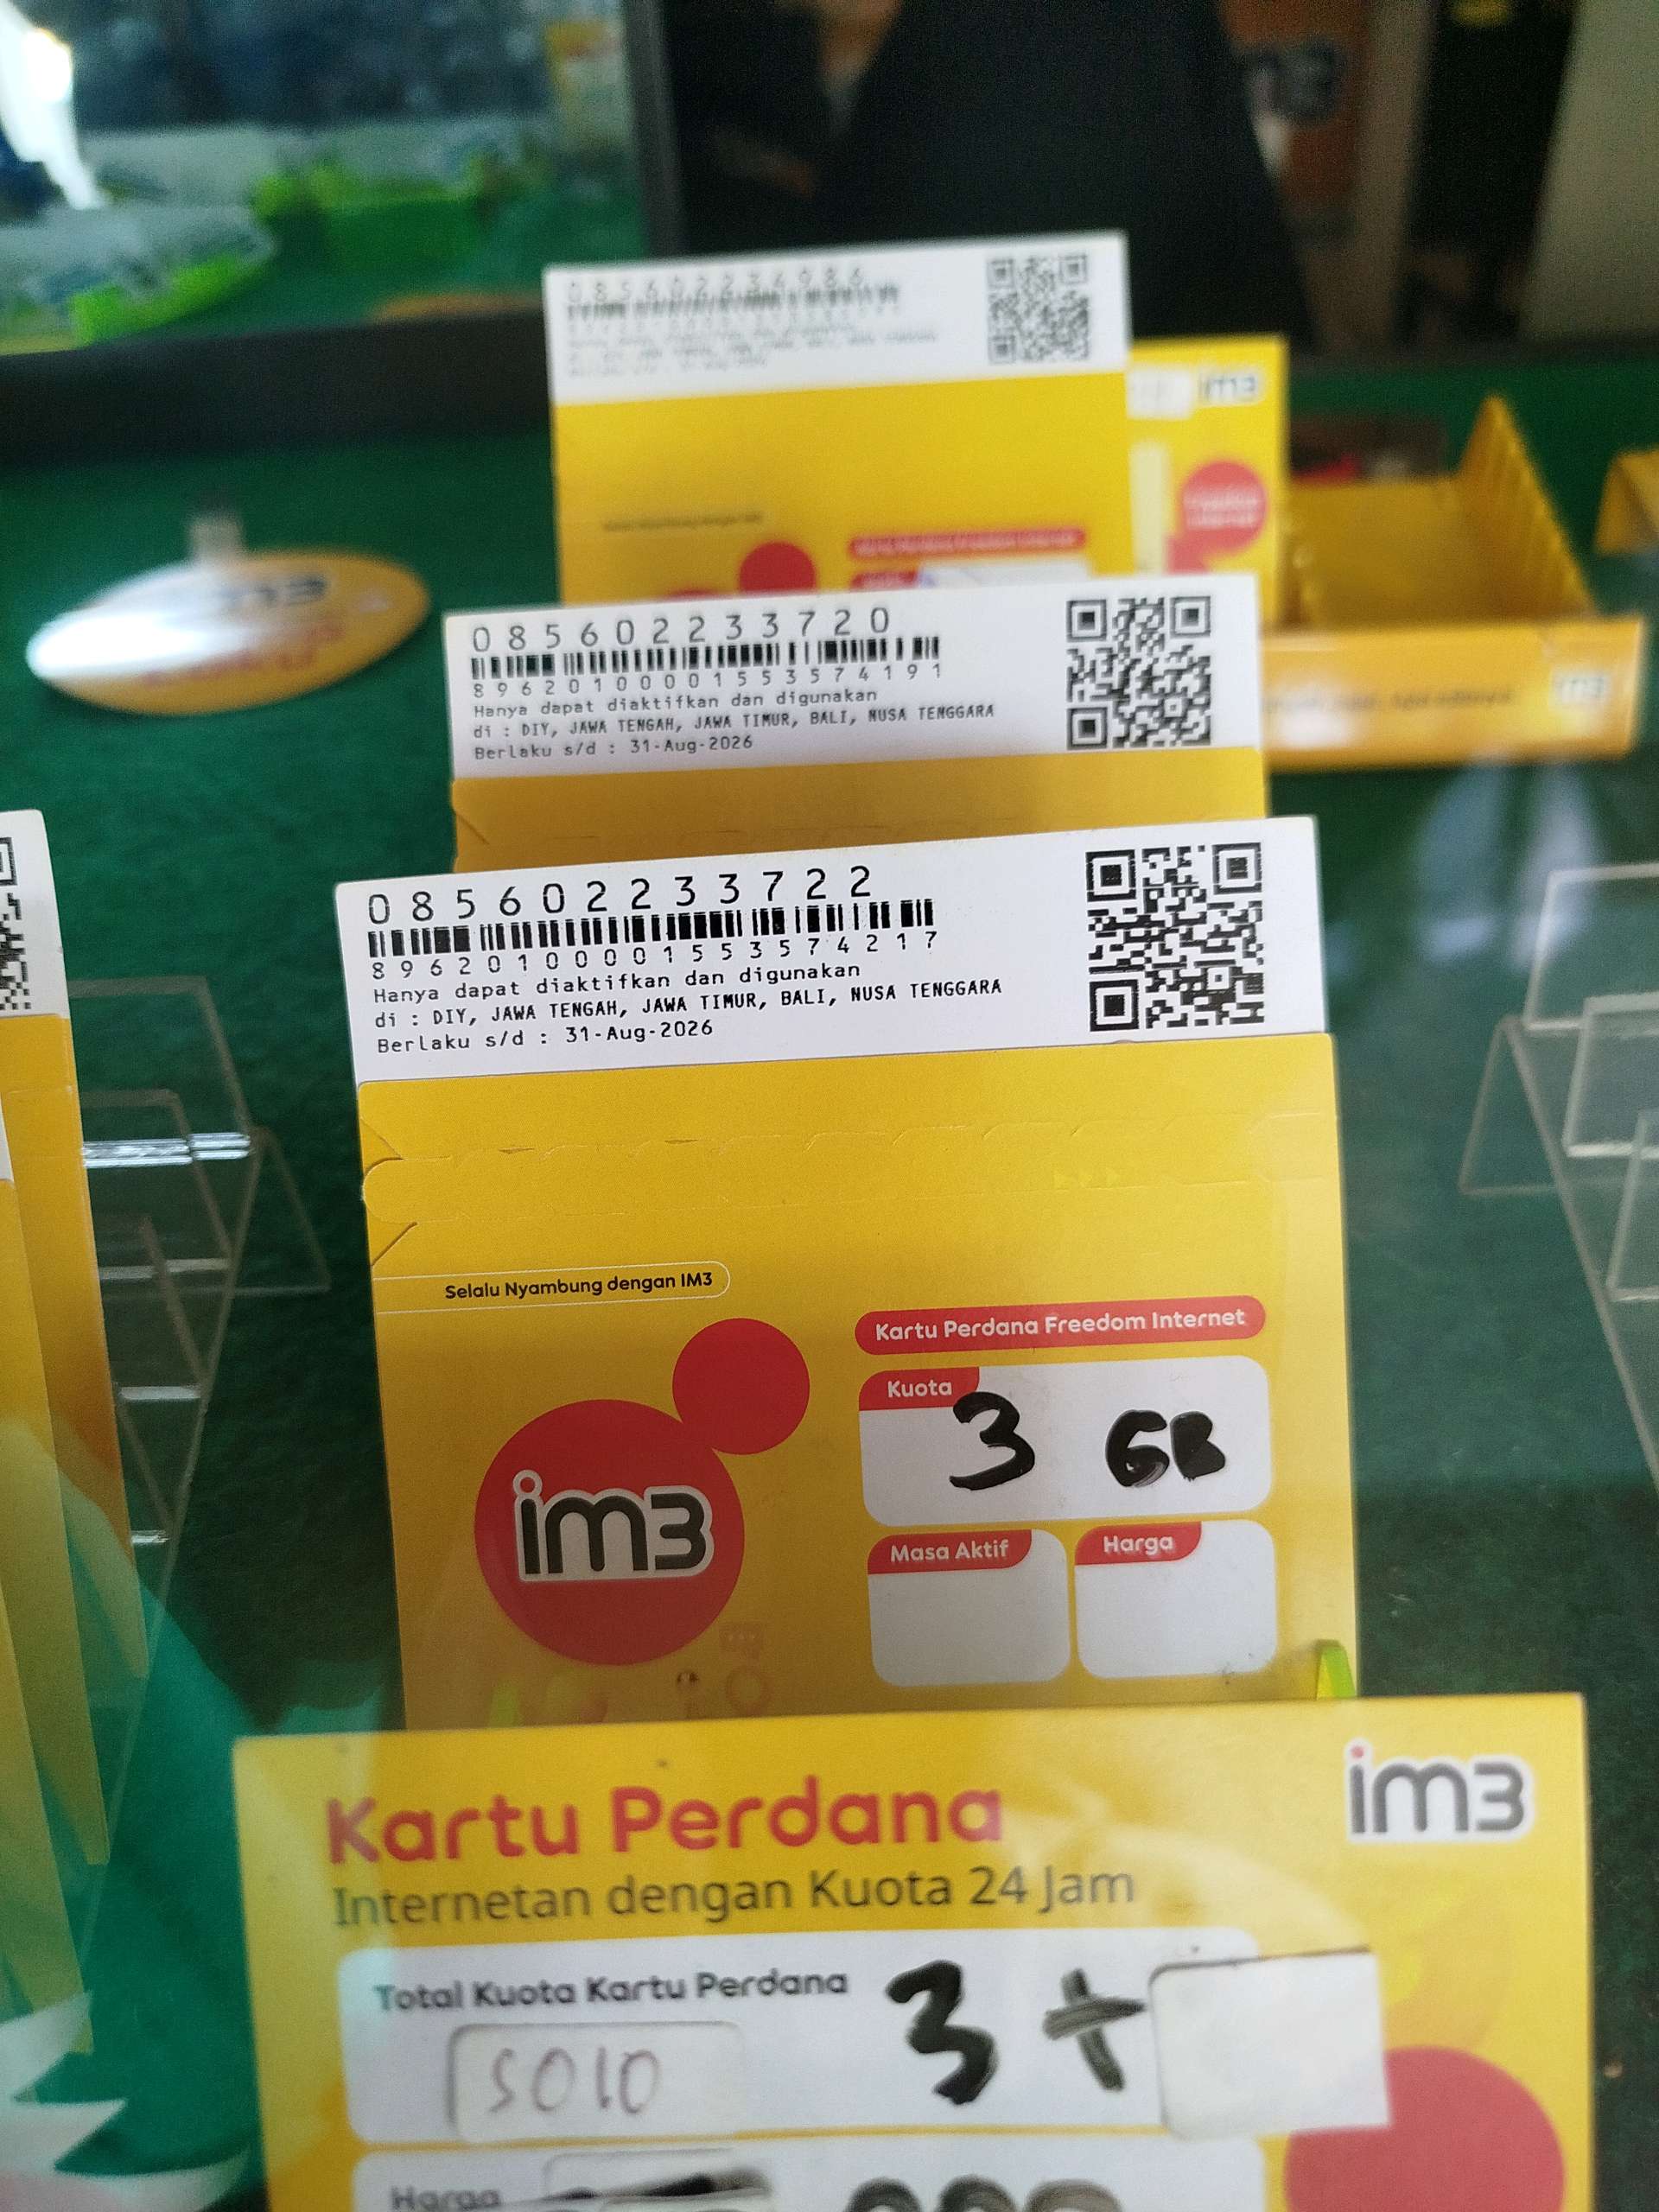 085602234986
085602233720
89620100001553574191
Hanya dapat diaktifkan dan digunakan
di : DIY, JAWA TENGAH, JAWA TIMUR, BALI, NUSA TENGGARA
Berlaku s/d : 31-Aug-2026
085602233722
89620100001553574217
Hanya dapat diaktifkan dan digunakan
di : DIY, JAWA TENGAH, JAWA TIMUR, BALI, NUSA TENGGARA
Berlaku s/d : 31-Aug-2026
Selalu Nyambung dengan IM3
Kartu Perdana Freedom Internet
Kuota
3 GB
im3
Masa Aktif
Harga
Kartu Perdana
im3
Internetan dengan Kuota 24 Jam
Total Kuota Kartu Perdana
3 +
SOLO
Harga